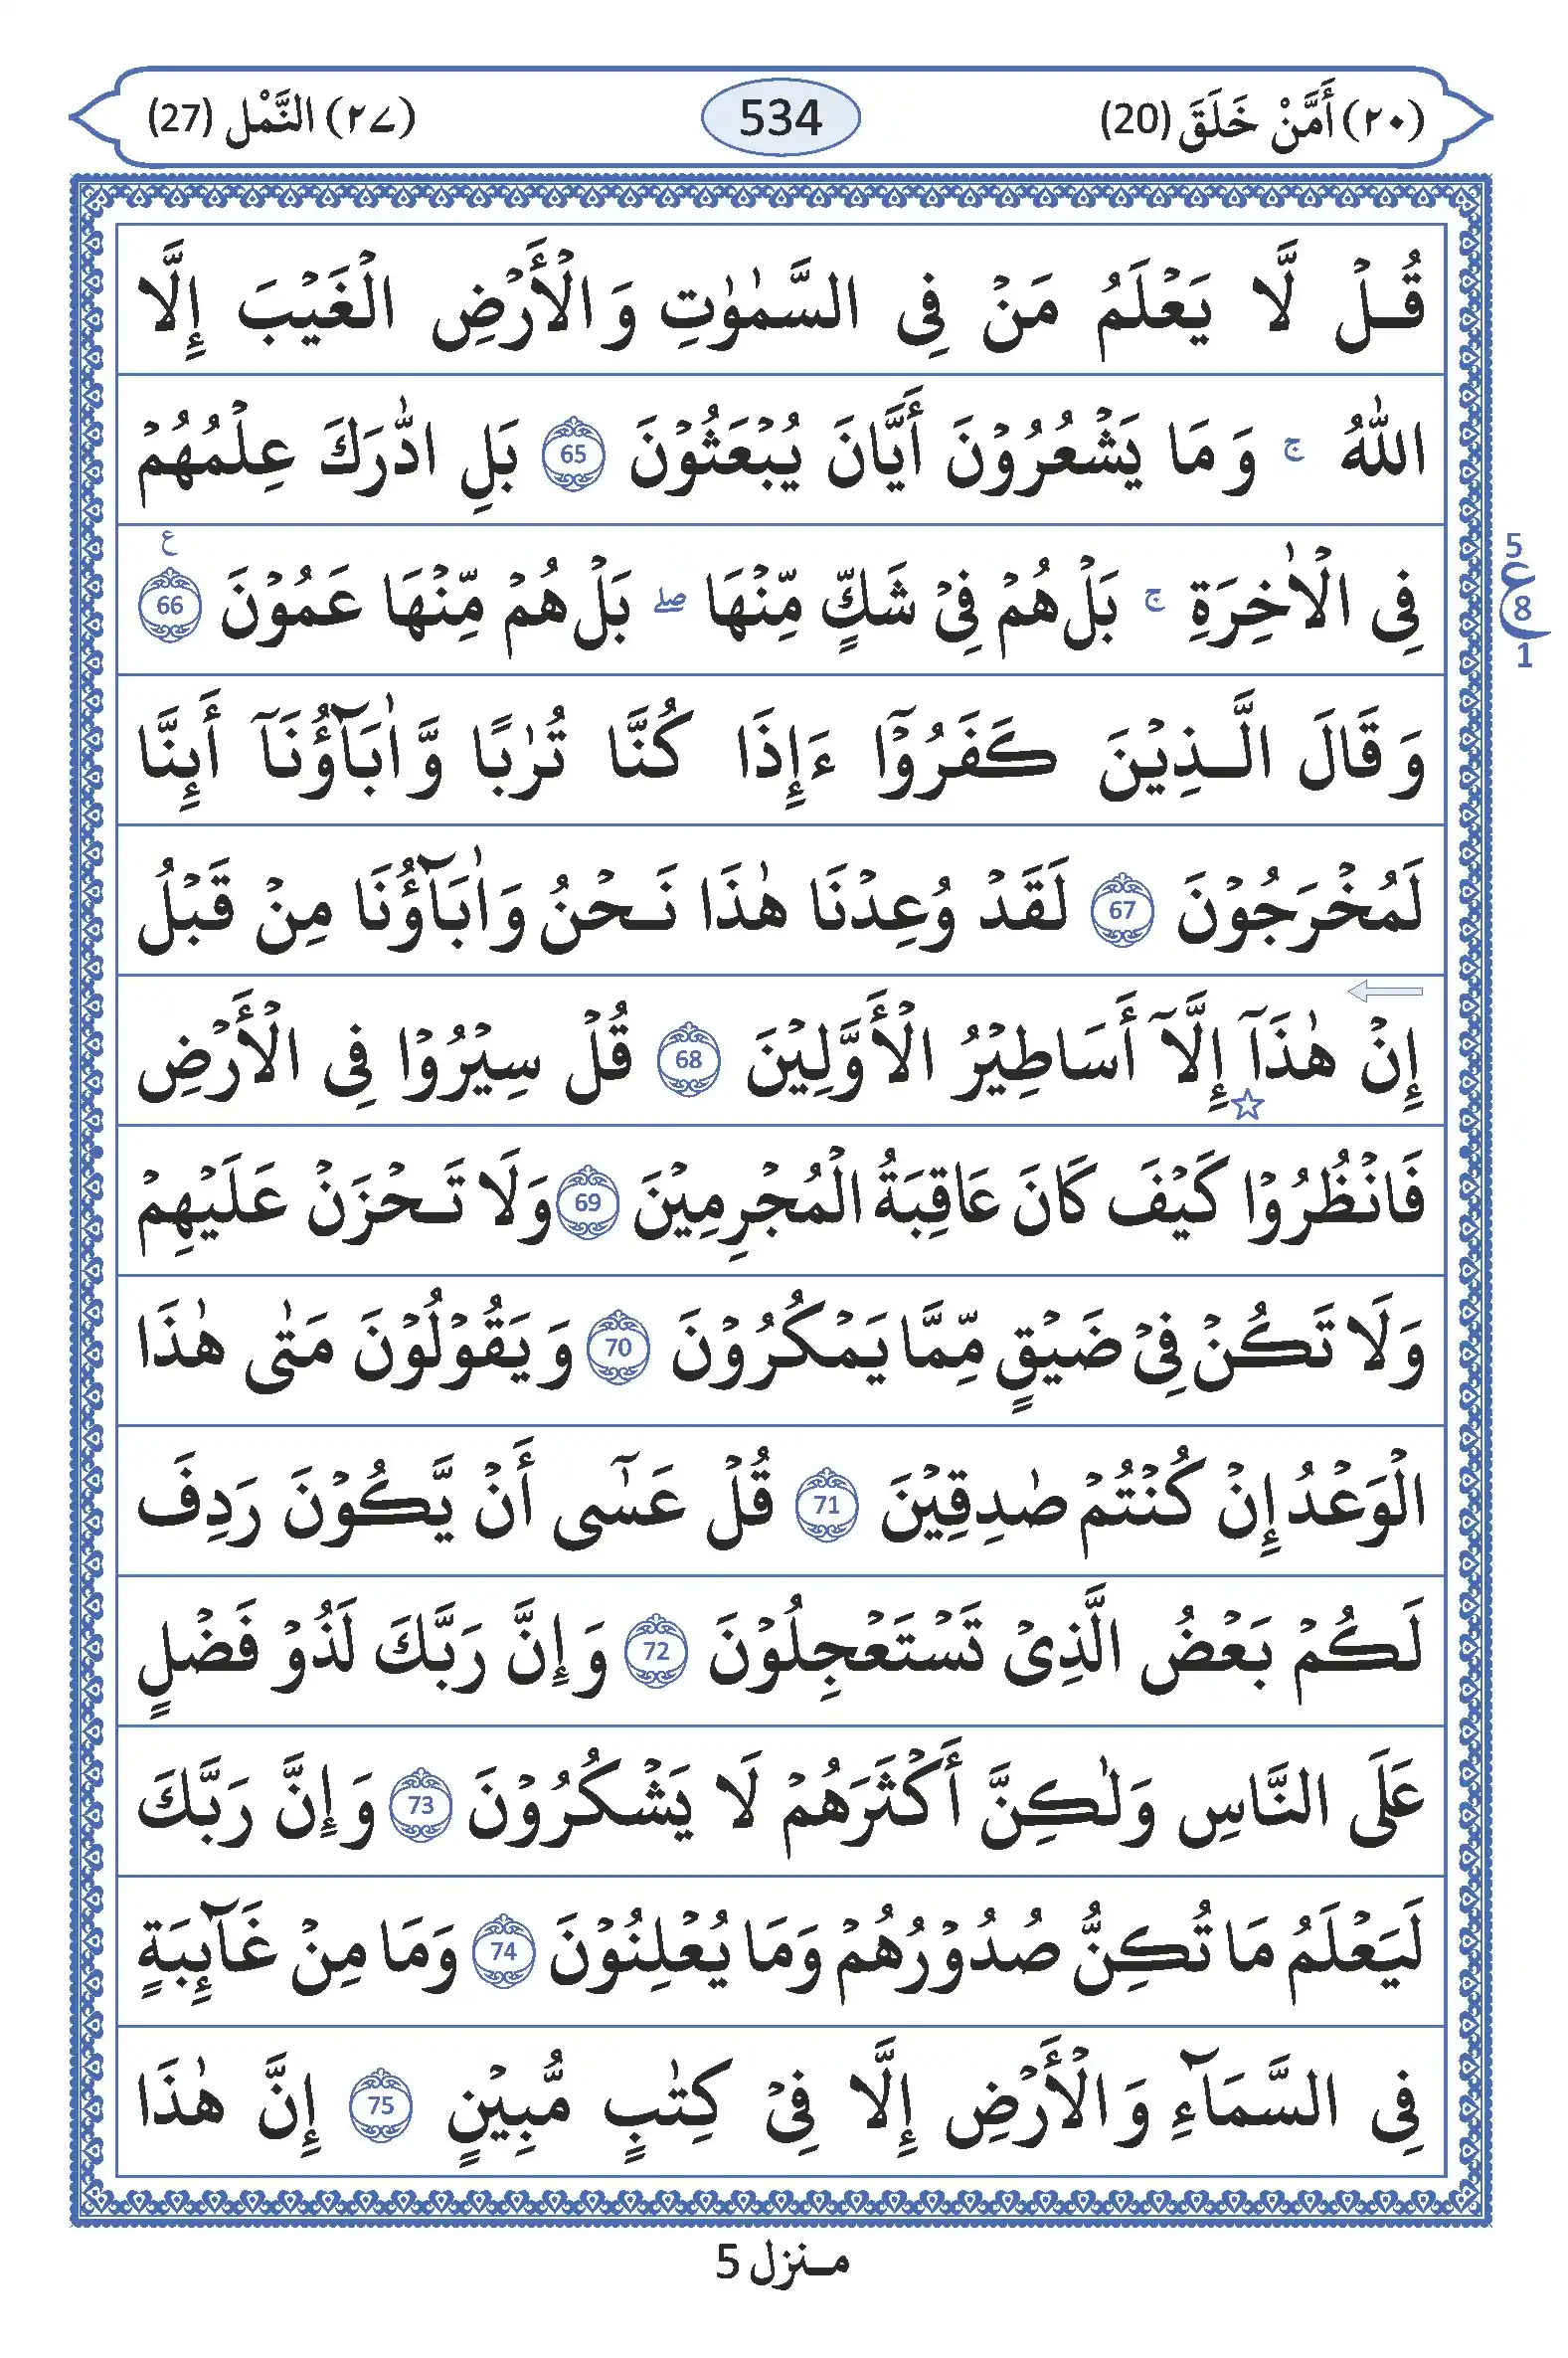 (٢٠) أَمَّنْ خَلَقَ (20) 534 (٢٧) النَّمْل (27)
قُلْ لَّا يَعْلَمُ مَنْ فِى السَّمٰوٰتِ وَالْأَرْضِ الْغَيْبَ إِلَّا
اللّٰهُ ۚ وَمَا يَشْعُرُوْنَ أَيَّانَ يُبْعَثُوْنَ 65 بَلِ ادّٰرَكَ عِلْمُهُمْ
فِى الْاٰخِرَةِ ۚ بَلْ هُمْ فِىْ شَكٍّ مِّنْهَا ۖ بَلْ هُمْ مِّنْهَا عَمُوْنَ 66 ع
5 ع 8 1
وَقَالَ الَّذِيْنَ كَفَرُوْٓا ءَإِذَا كُنَّا تُرٰبًا وَّاٰبَآؤُنَآ أَىِٕنَّا
لَمُخْرَجُوْنَ 67 لَقَدْ وُعِدْنَا هٰذَا نَحْنُ وَاٰبَآؤُنَا مِنْ قَبْلُ
إِنْ هٰذَآ إِلَّآ أَسَاطِيْرُ الْأَوَّلِيْنَ 68 قُلْ سِيْرُوْا فِى الْأَرْضِ
فَانْظُرُوْا كَيْفَ كَانَ عَاقِبَةُ الْمُجْرِمِيْنَ 69 وَلَا تَحْزَنْ عَلَيْهِمْ
وَلَا تَكُنْ فِىْ ضَيْقٍ مِّمَّا يَمْكُرُوْنَ 70 وَيَقُوْلُوْنَ مَتٰى هٰذَا
الْوَعْدُ إِنْ كُنْتُمْ صٰدِقِيْنَ 71 قُلْ عَسٰٓى أَنْ يَّكُوْنَ رَدِفَ
لَكُمْ بَعْضُ الَّذِىْ تَسْتَعْجِلُوْنَ 72 وَإِنَّ رَبَّكَ لَذُوْ فَضْلٍ
عَلَى النَّاسِ وَلٰكِنَّ أَكْثَرَهُمْ لَا يَشْكُرُوْنَ 73 وَإِنَّ رَبَّكَ
لَيَعْلَمُ مَا تُكِنُّ صُدُوْرُهُمْ وَمَا يُعْلِنُوْنَ 74 وَمَا مِنْ غَآىِٕبَةٍ
فِى السَّمَآءِ وَالْأَرْضِ إِلَّا فِىْ كِتٰبٍ مُّبِيْنٍ 75 إِنَّ هٰذَا
منزل 5